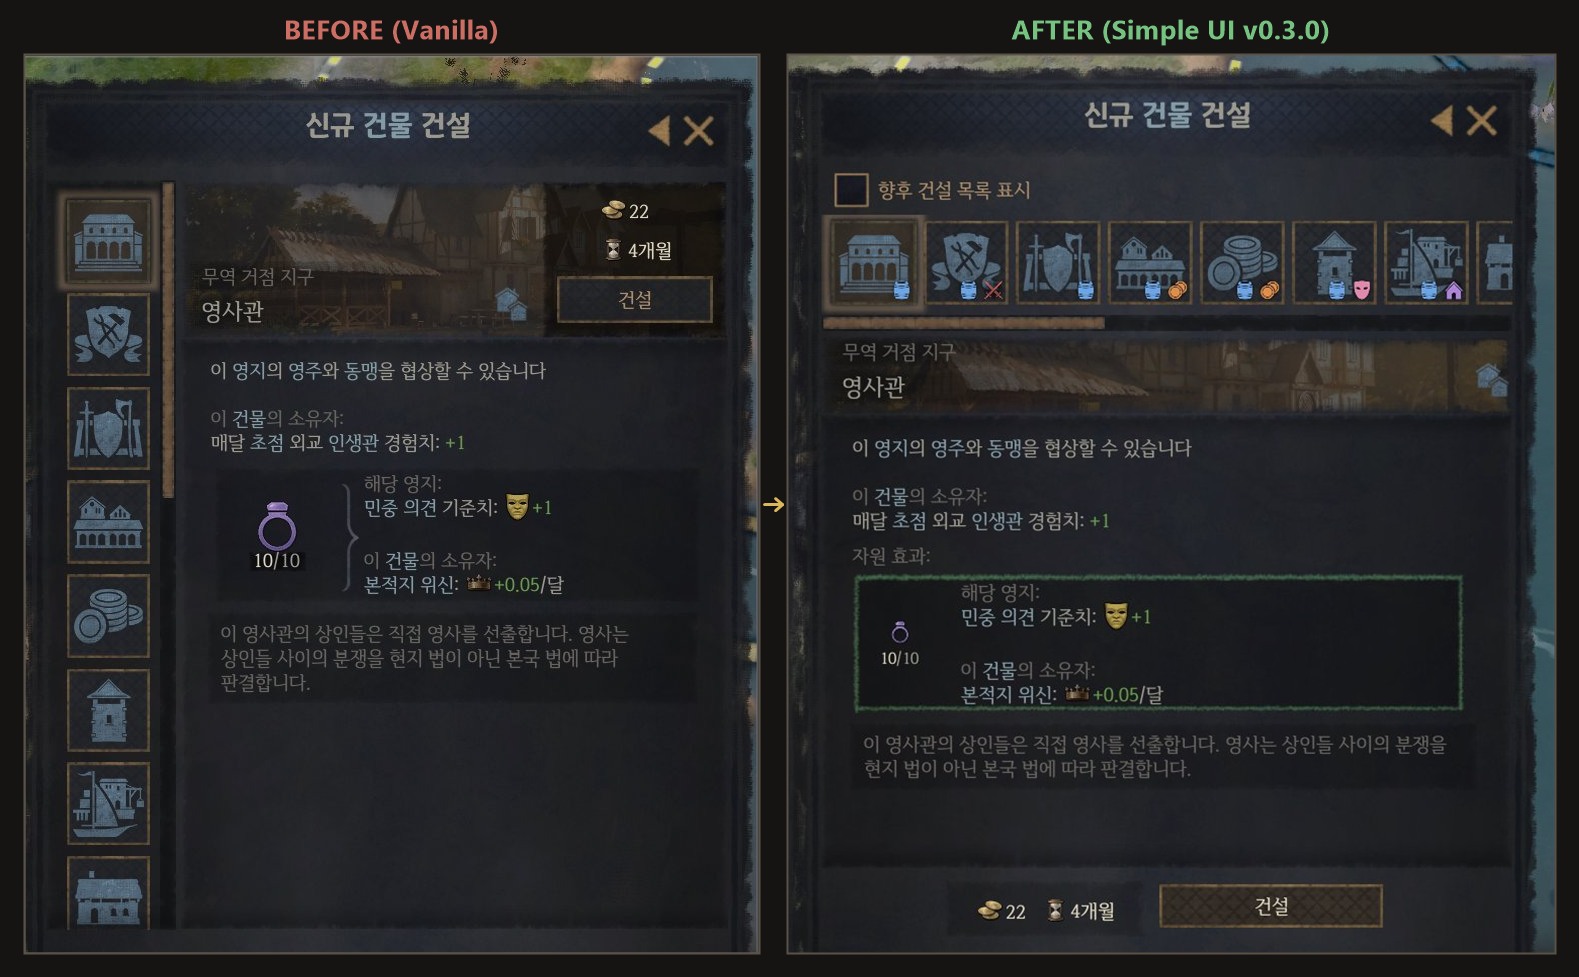 BEFORE (Vanilla)
신규 건물 건설
22
4개월
무역 거점 지구
영사관
건설
이 영지의 영주와 동맹을 협상할 수 있습니다
이 건물의 소유자:
매달 초점 외교 인생관 경험치: +1
해당 영지:
민중 의견 기준치: +1
10/10
이 건물의 소유자:
본적지 위신: +0.05/달
이 영사관의 상인들은 직접 영사를 선출합니다. 영사는
상인들 사이의 분쟁을 현지 법이 아닌 본국 법에 따라
판결합니다.
AFTER (Simple UI v0.3.0)
신규 건물 건설
향후 건설 목록 표시
무역 거점 지구
영사관
이 영지의 영주와 동맹을 협상할 수 있습니다
이 건물의 소유자:
매달 초점 외교 인생관 경험치: +1
자원 효과:
해당 영지:
민중 의견 기준치: +1
10/10
이 건물의 소유자:
본적지 위신: +0.05/달
이 영사관의 상인들은 직접 영사를 선출합니다. 영사는 상인들 사이의 분쟁을
현지 법이 아닌 본국 법에 따라 판결합니다.
22 4개월
건설